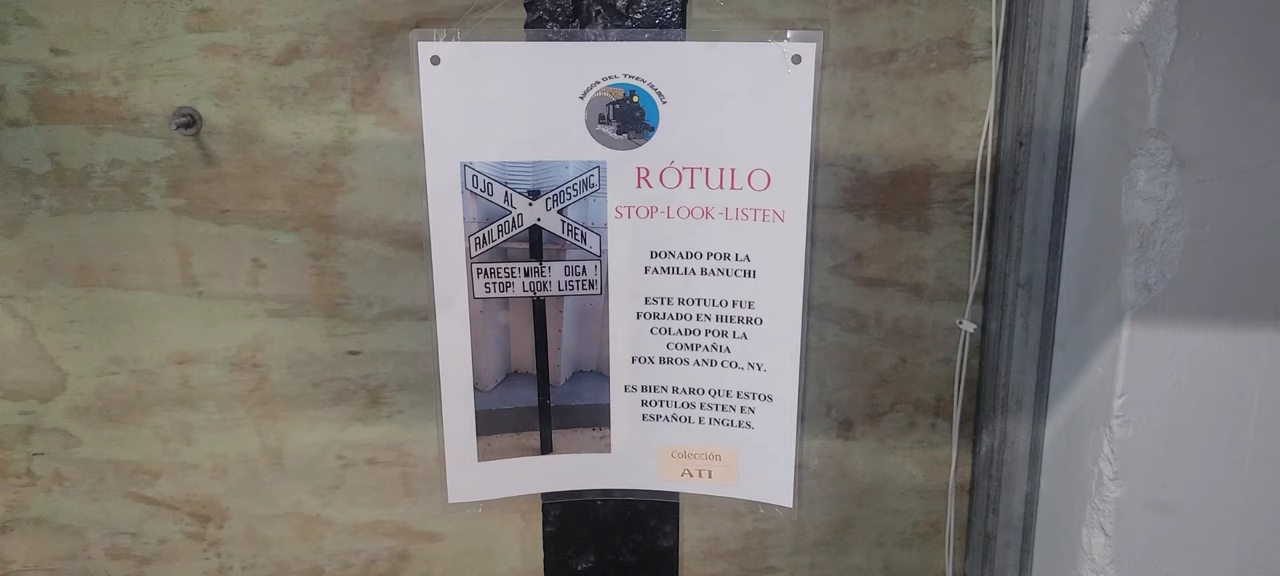 AMIGOS DEL TREN ISABELA
OJO AL CROSSING.
RAILROAD TREN.
PARESE! MIRE! OIGA !
STOP! LOOK! LISTEN!
RÓTULO
STOP-LOOK-LISTEN
DONADO POR LA
FAMILIA BANUCHI
ESTE ROTULO FUE
FORJADO EN HIERRO
COLADO POR LA
COMPAÑIA
FOX BROS AND CO., NY.
ES BIEN RARO QUE ESTOS
ROTULOS ESTEN EN
ESPAÑOL E INGLES.
Colección
ATI